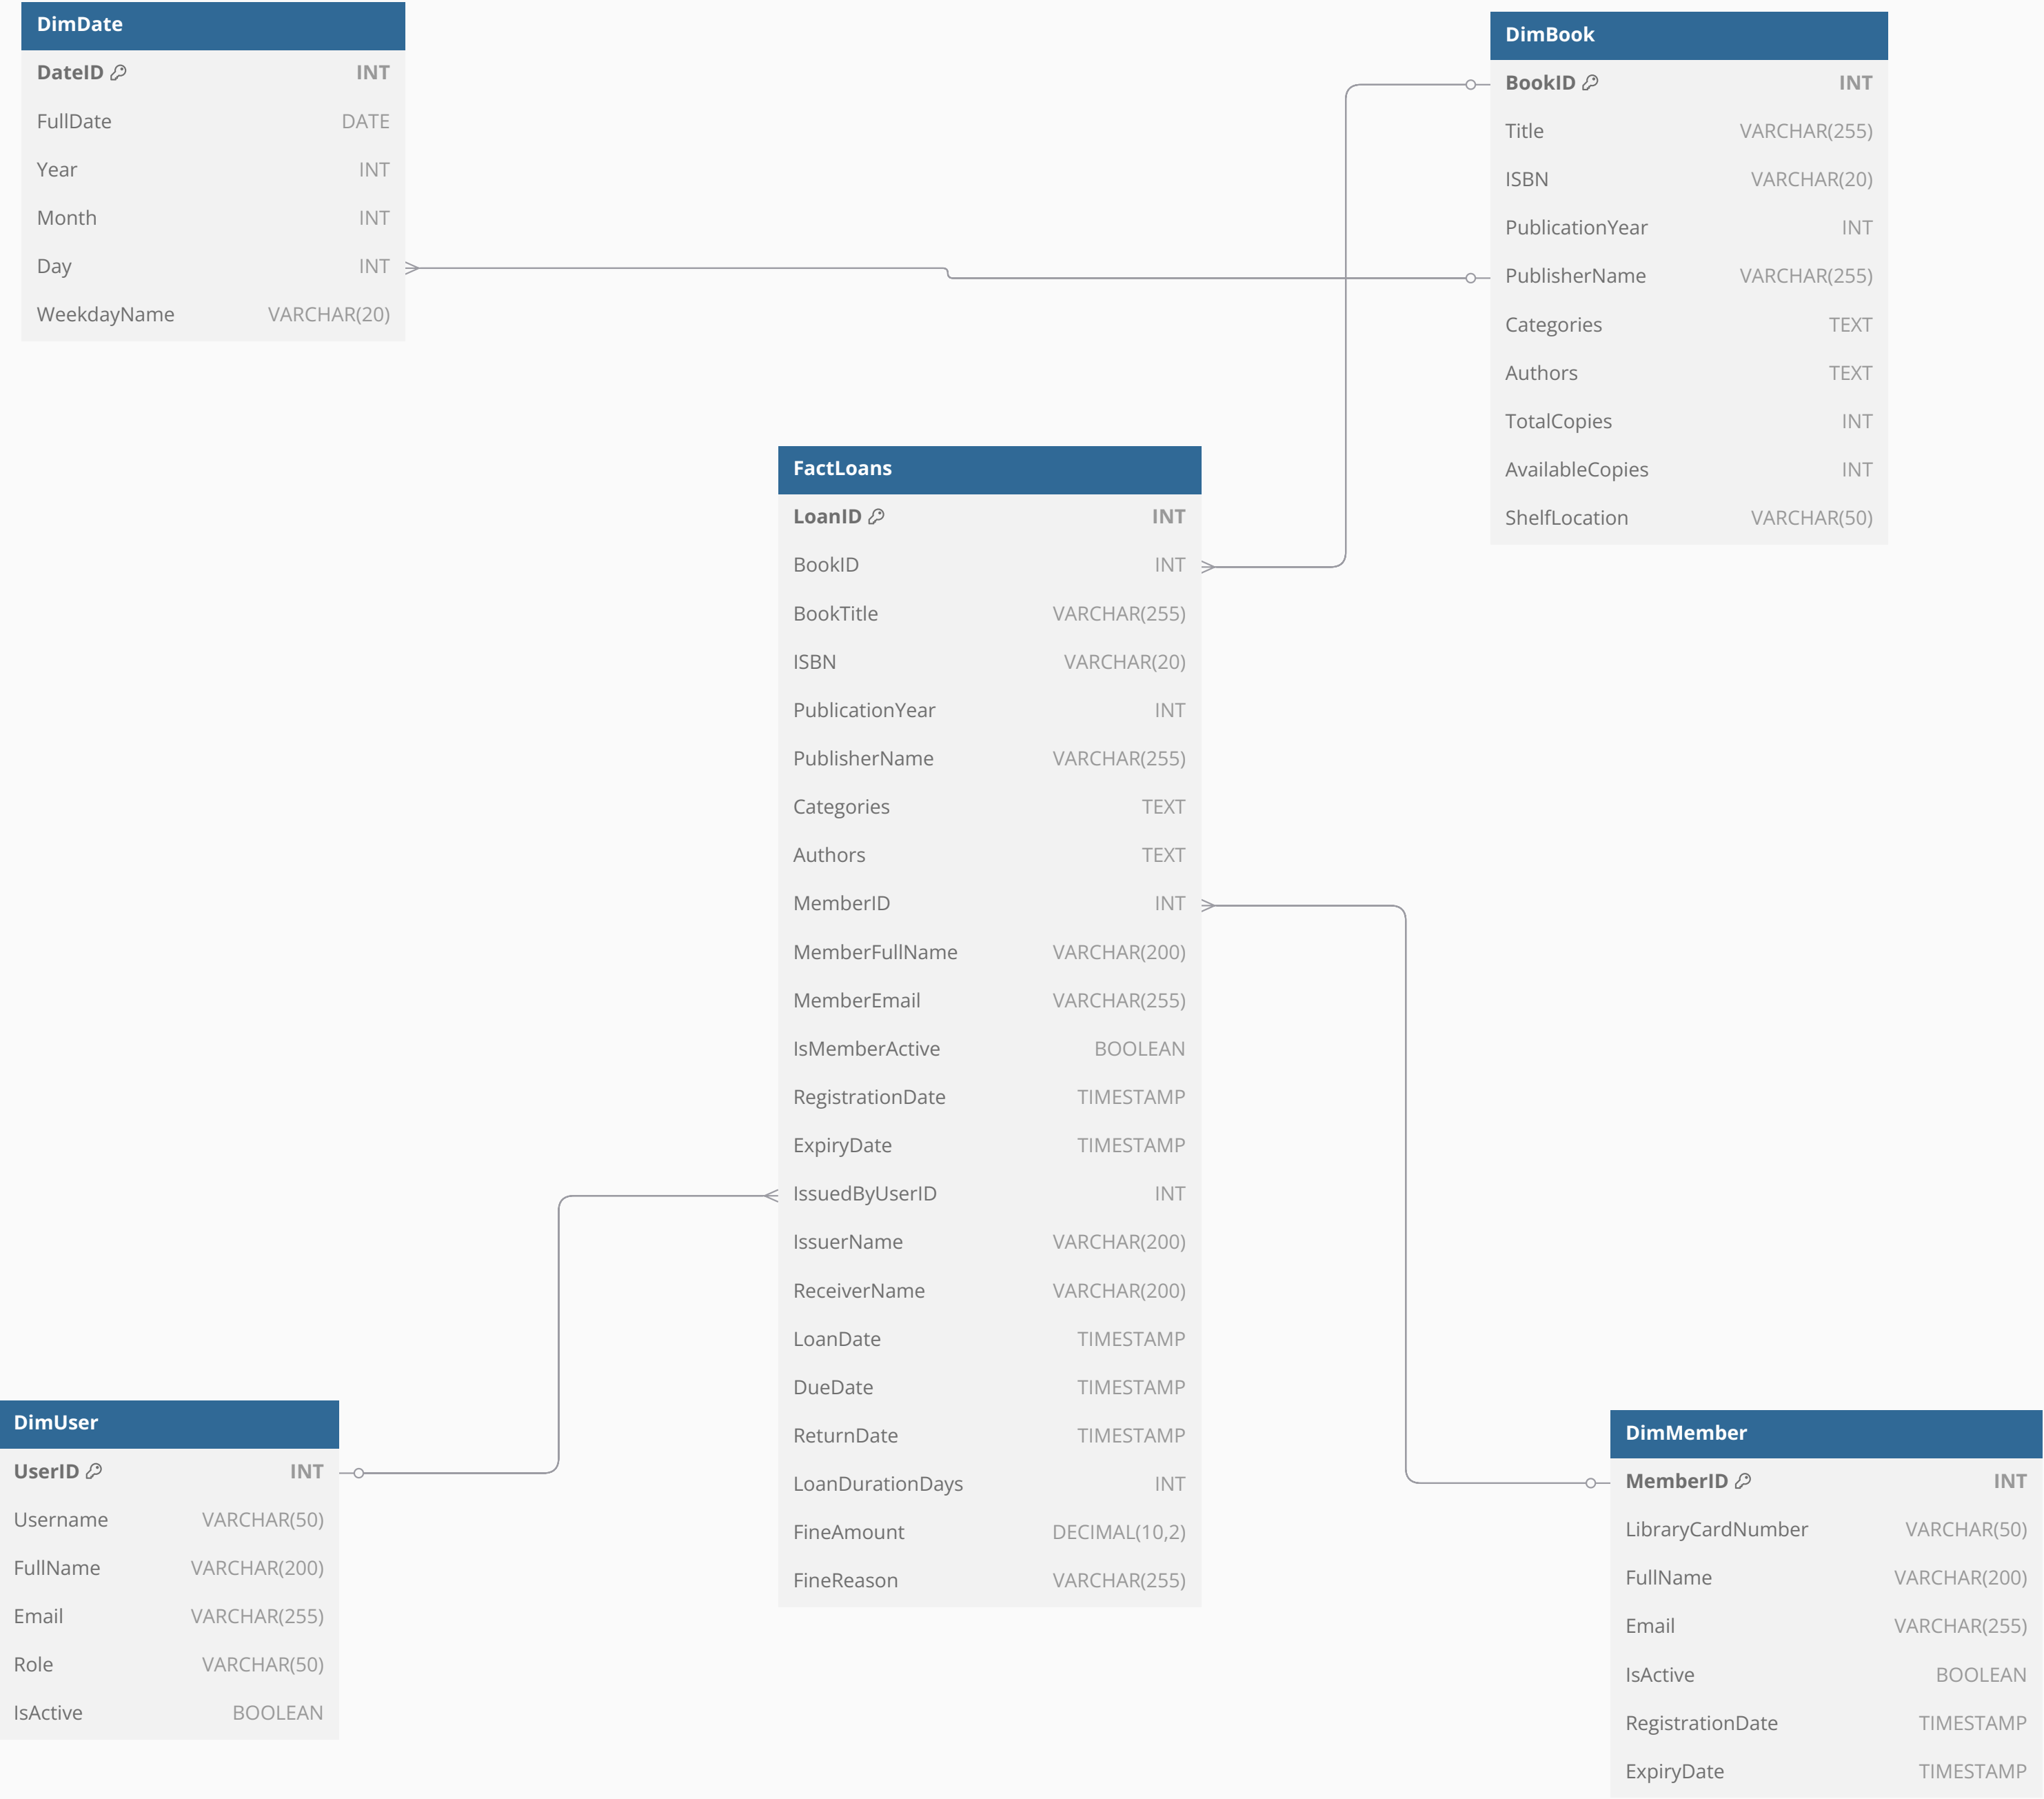 DimDate
DateID INT
FullDate DATE
Year INT
Month INT
Day INT
WeekdayName VARCHAR(20)
DimBook
BookID INT
Title VARCHAR(255)
ISBN VARCHAR(20)
PublicationYear INT
PublisherName VARCHAR(255)
Categories TEXT
Authors TEXT
TotalCopies INT
AvailableCopies INT
ShelfLocation VARCHAR(50)
FactLoans
LoanID INT
BookID INT
BookTitle VARCHAR(255)
ISBN VARCHAR(20)
PublicationYear INT
PublisherName VARCHAR(255)
Categories TEXT
Authors TEXT
MemberID INT
MemberFullName VARCHAR(200)
MemberEmail VARCHAR(255)
IsMemberActive BOOLEAN
RegistrationDate TIMESTAMP
ExpiryDate TIMESTAMP
IssuedByUserID INT
IssuerName VARCHAR(200)
ReceiverName VARCHAR(200)
LoanDate TIMESTAMP
DueDate TIMESTAMP
ReturnDate TIMESTAMP
LoanDurationDays INT
FineAmount DECIMAL(10,2)
FineReason VARCHAR(255)
DimUser
UserID INT
Username VARCHAR(50)
FullName VARCHAR(200)
Email VARCHAR(255)
Role VARCHAR(50)
IsActive BOOLEAN
DimMember
MemberID INT
LibraryCardNumber VARCHAR(50)
FullName VARCHAR(200)
Email VARCHAR(255)
IsActive BOOLEAN
RegistrationDate TIMESTAMP
ExpiryDate TIMESTAMP